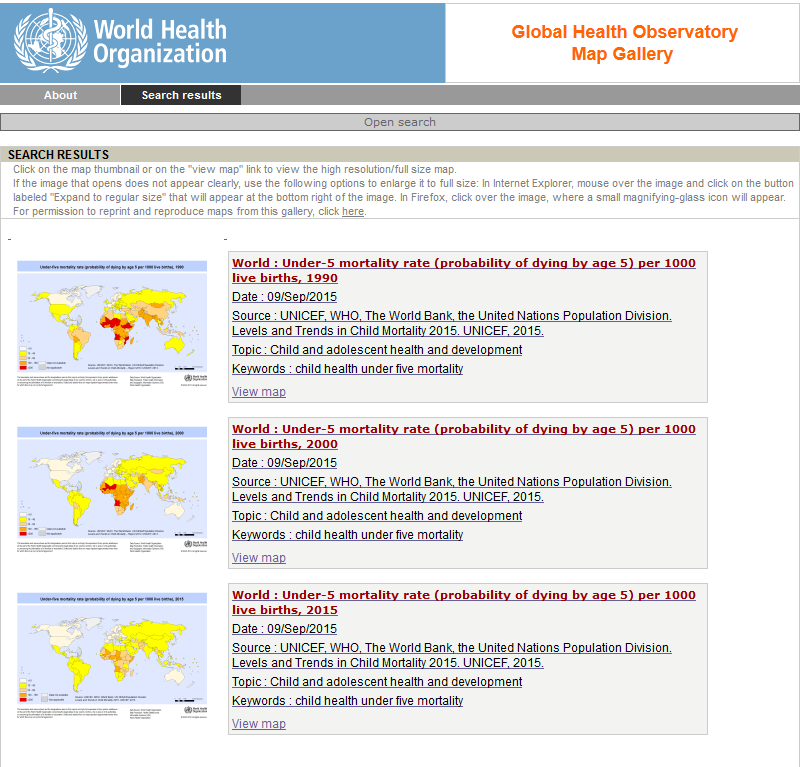 World Health
Organization
Global Health Observatory
Map Gallery
About
Search results
Open search
SEARCH RESULTS
Click on the map thumbnail or on the "view map" link to view the high resolution/full size map.
If the image that opens does not appear clearly, use the following options to enlarge it to full size: In Internet Explorer, mouse over the image and click on the button
labeled "Expand to regular size" that will appear at the bottom right of the image. In Firefox, click over the image, where a small magnifying-glass icon will appear.
For permission to reprint and reproduce maps from this gallery, click here.
- -
Under-five mortality rate (probability of dying by age 5) per 1000 live births), 1990
World : Under-5 mortality rate (probability of dying by age 5) per 1000
live births, 1990
Date : 09/Sep/2015
Source : UNICEF, WHO, The World Bank, the United Nations Population Division.
Levels and Trends in Child Mortality 2015. UNICEF, 2015.
Topic : Child and adolescent health and development
Keywords : child health under five mortality
View map
Under-five mortality rate (probability of dying by age 5) per 1000 live births), 2000
World : Under-5 mortality rate (probability of dying by age 5) per 1000
live births, 2000
Date : 09/Sep/2015
Source : UNICEF, WHO, The World Bank, the United Nations Population Division.
Levels and Trends in Child Mortality 2015. UNICEF, 2015.
Topic : Child and adolescent health and development
Keywords : child health under five mortality
View map
Under-five mortality rate (probability of dying by age 5) per 1000 live births), 2015
World : Under-5 mortality rate (probability of dying by age 5) per 1000
live births, 2015
Date : 09/Sep/2015
Source : UNICEF, WHO, The World Bank, the United Nations Population Division.
Levels and Trends in Child Mortality 2015. UNICEF, 2015.
Topic : Child and adolescent health and development
Keywords : child health under five mortality
View map